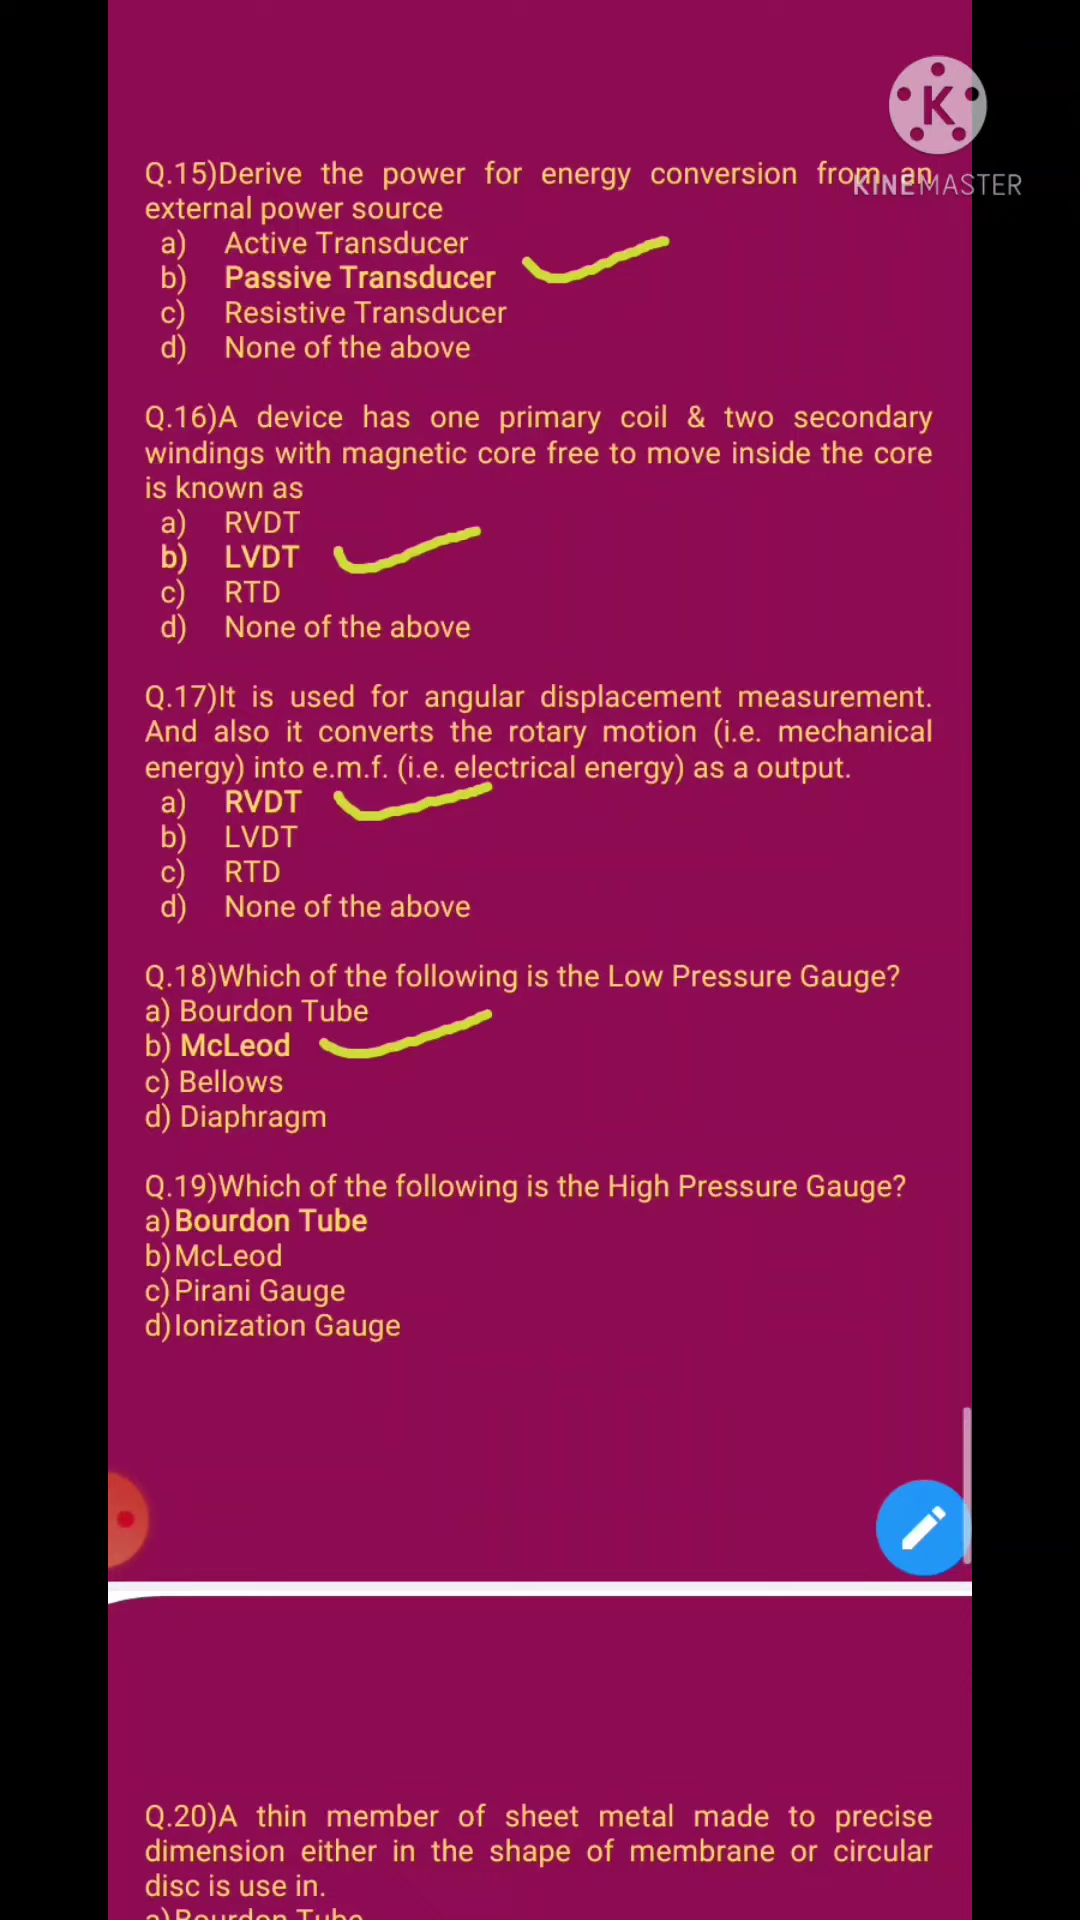 K
KINEMASTER
Q.15)Derive the power for energy conversion from an
external power source
a) Active Transducer
b) Passive Transducer
c) Resistive Transducer
d) None of the above
Q.16)A device has one primary coil & two secondary
windings with magnetic core free to move inside the core
is known as
a) RVDT
b) LVDT
c) RTD
d) None of the above
Q.17)It is used for angular displacement measurement.
And also it converts the rotary motion (i.e. mechanical
energy) into e.m.f. (i.e. electrical energy) as a output.
a) RVDT
b) LVDT
c) RTD
d) None of the above
Q.18)Which of the following is the Low Pressure Gauge?
a) Bourdon Tube
b) McLeod
c) Bellows
d) Diaphragm
Q.19)Which of the following is the High Pressure Gauge?
a)Bourdon Tube
b)McLeod
c)Pirani Gauge
d)Ionization Gauge
Q.20)A thin member of sheet metal made to precise
dimension either in the shape of membrane or circular
disc is use in.
a)Bourdon Tube